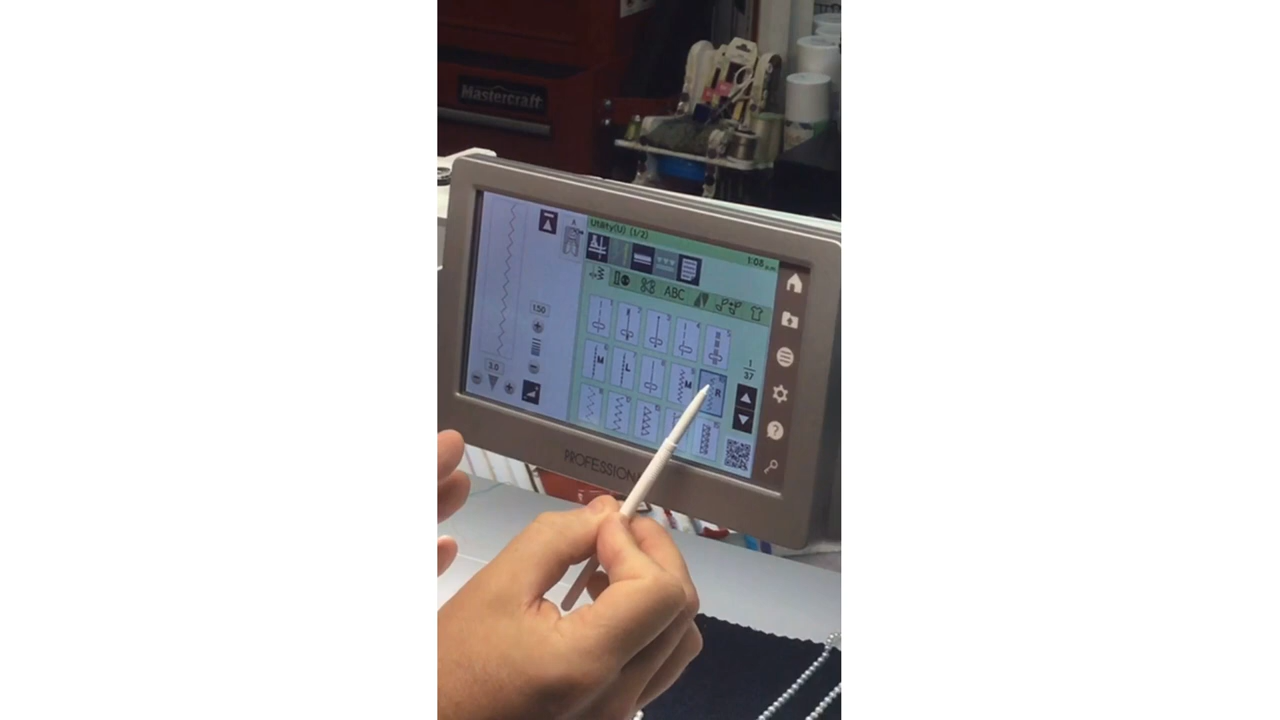 Mastercraft
Utility(U) (1/2)
1:08 p.m.
A
ABC
1.50
1
37
M
L
M
R
3.0
?
PROFESSION